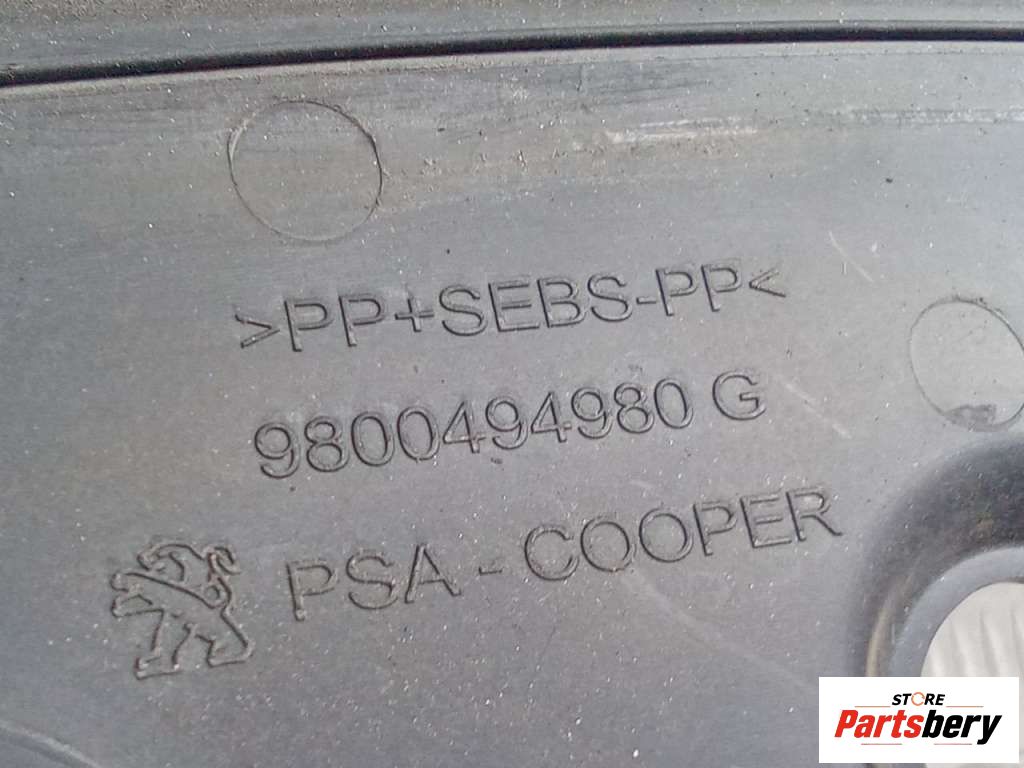 >PP+SEBS-PP<
9800494980 G
PSA - COOPER
STORE
Partsbery